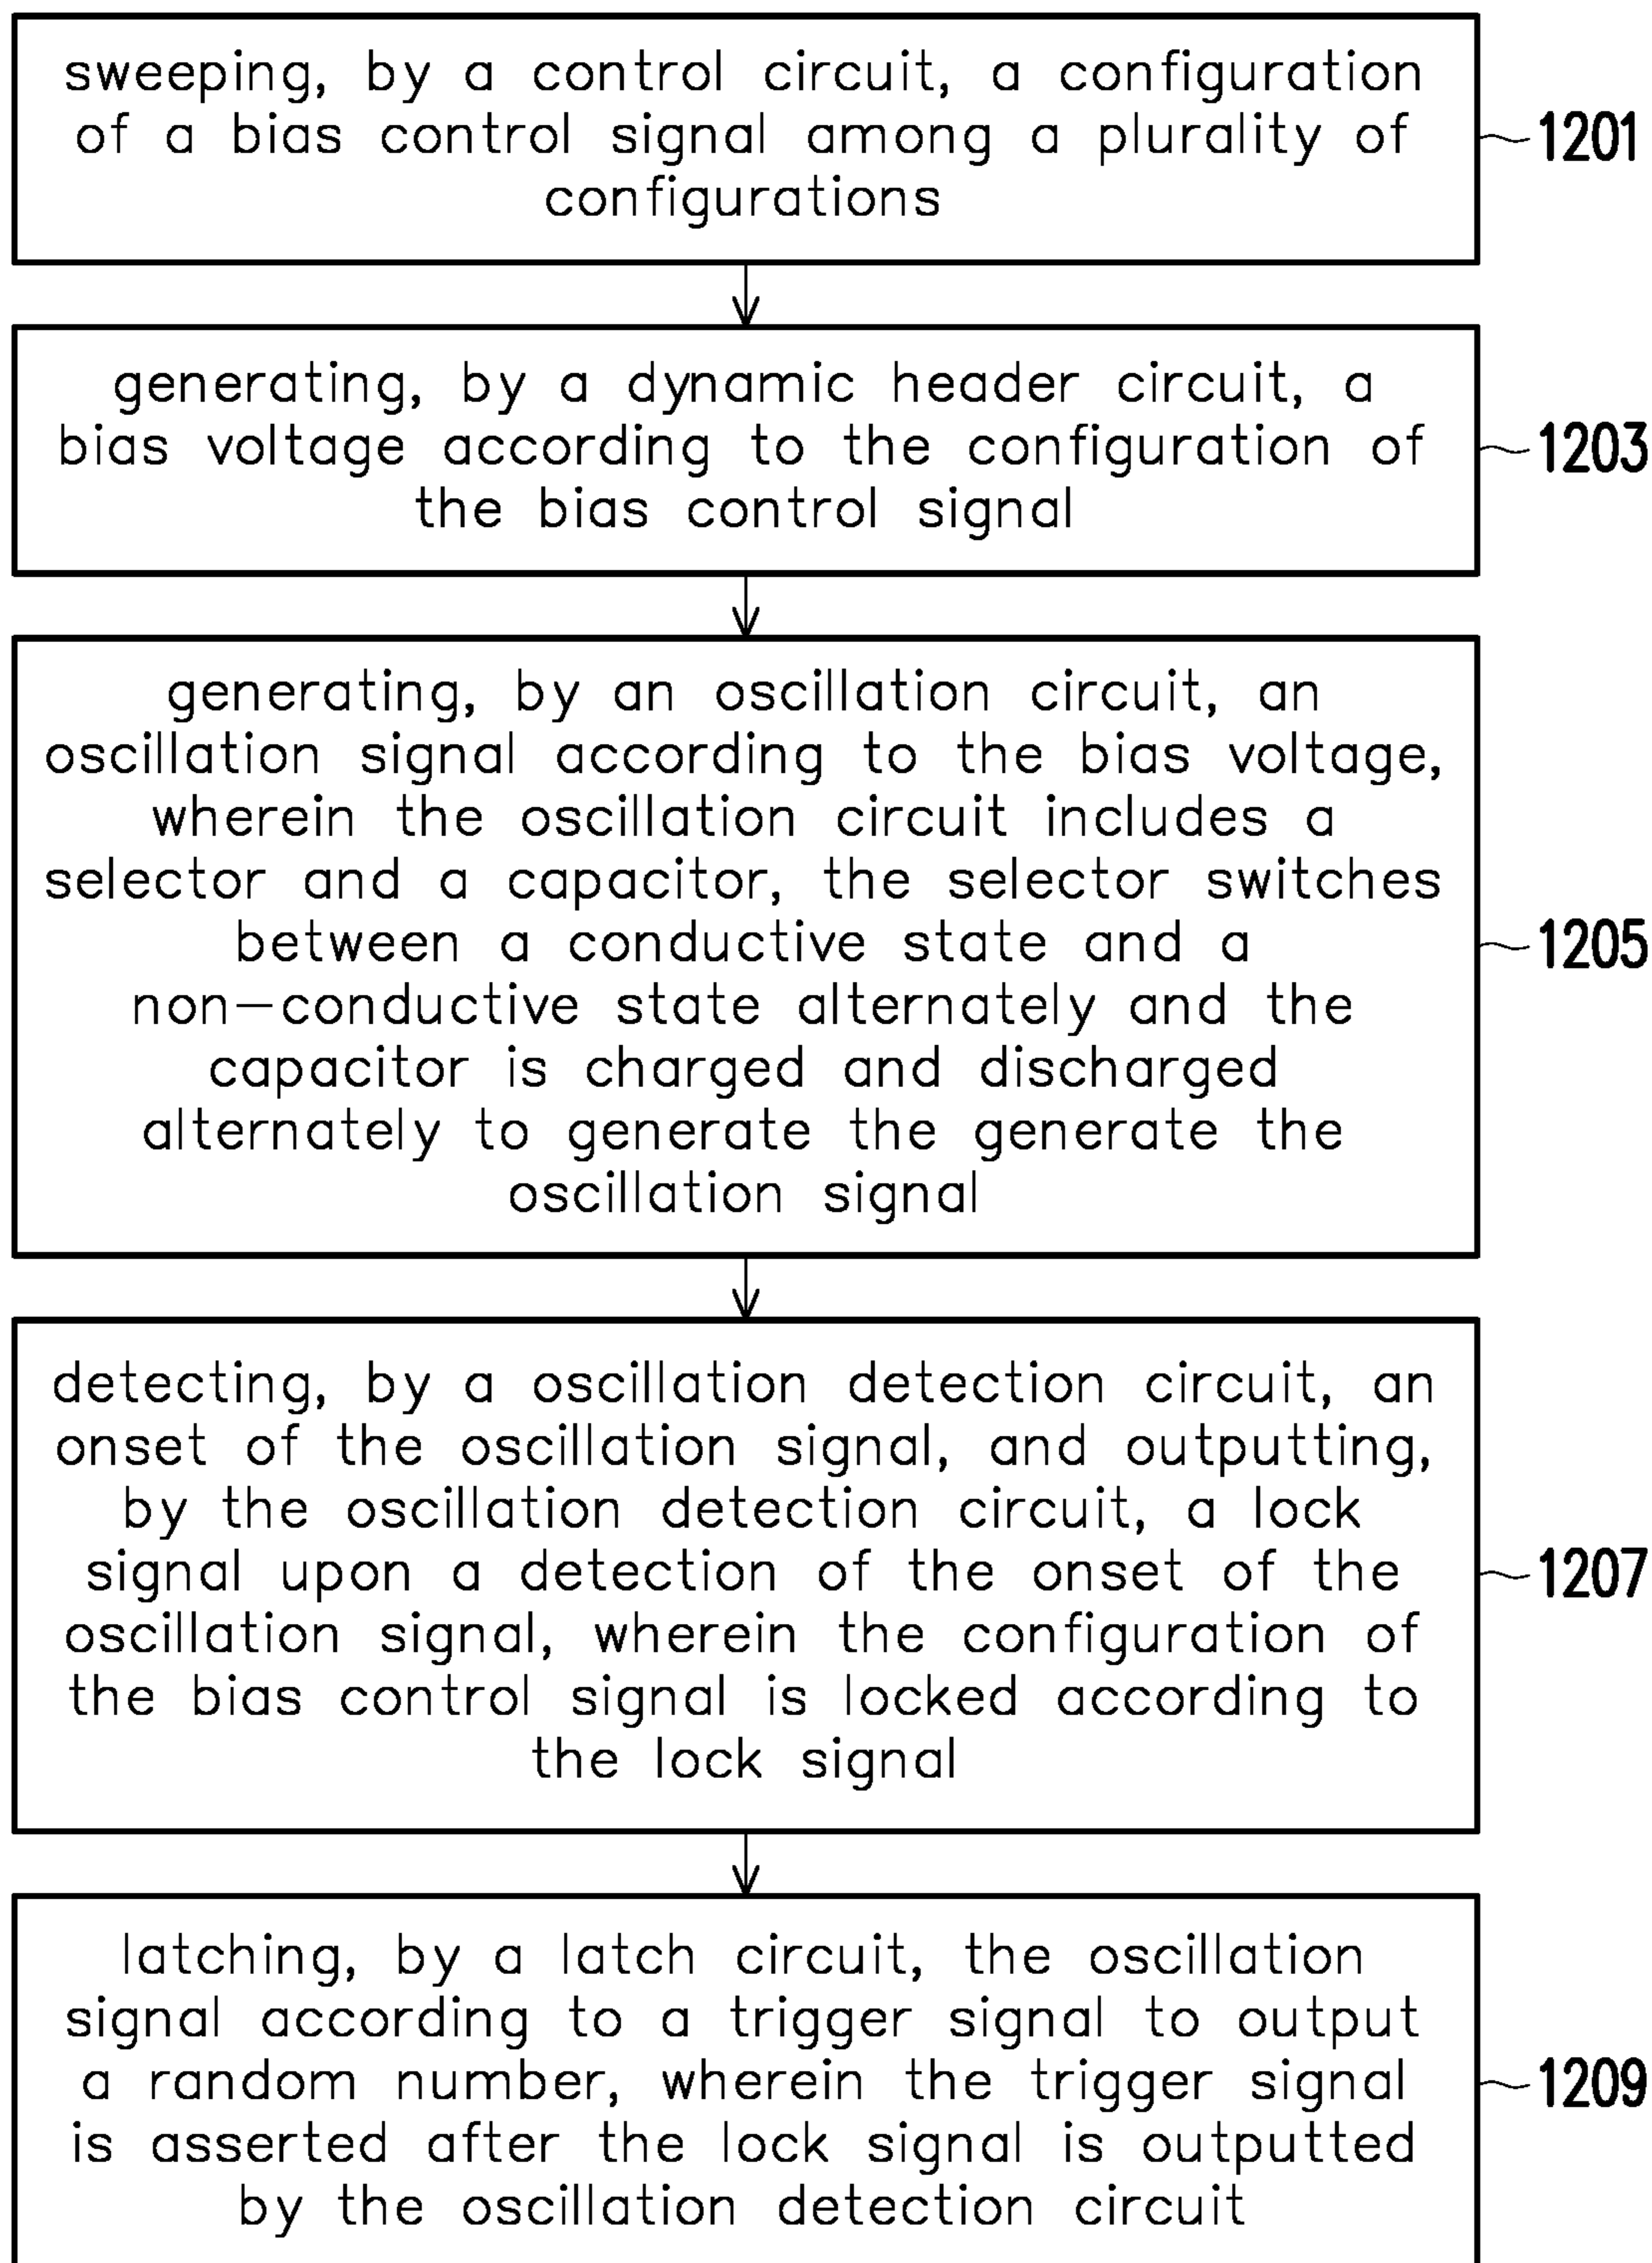 sweeping, by a control circuit, a configuration
of a bias control signal among a plurality of
configurations
1201
generating, by a dynamic header circuit, a
bias voltage according to the configuration of
the bias control signal
1203
generating, by an oscillation circuit, an
oscillation signal according to the bias voltage,
wherein the oscillation circuit includes a
selector and a capacitor, the selector switches
between a conductive state and a
non-conductive state alternately and the
capacitor is charged and discharged
alternately to generate the generate the
oscillation signal
1205
detecting, by a oscillation detection circuit, an
onset of the oscillation signal, and outputting,
by the oscillation detection circuit, a lock
signal upon a detection of the onset of the
oscillation signal, wherein the configuration of
the bias control signal is locked according to
the lock signal
1207
latching, by a latch circuit, the oscillation
signal according to a trigger signal to output
a random number, wherein the trigger signal
is asserted after the lock signal is outputted
by the oscillation detection circuit
1209